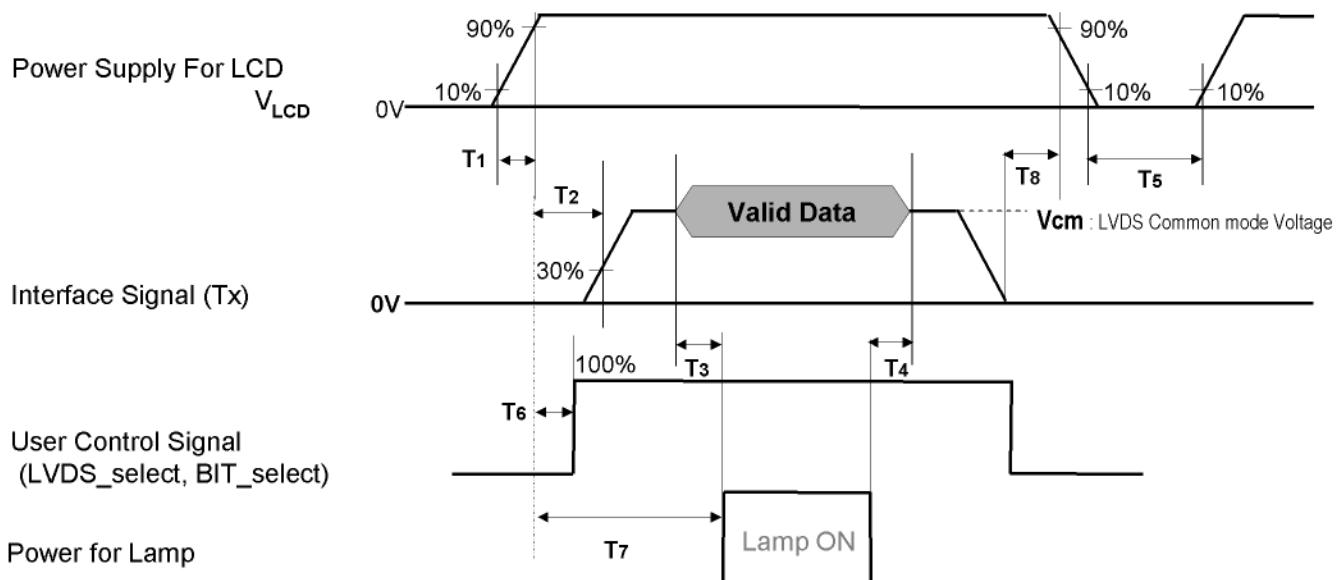 90%
90%
Power Supply For LCD
V_LCD
10%
10%
10%
0V
T1
T2
T8
T5
Valid Data
Vcm : LVDS Common mode Voltage
30%
Interface Signal (Tx)
0V
100%
T3
T4
T6
User Control Signal
(LVDS_select, BIT_select)
T7
Lamp ON
Power for Lamp